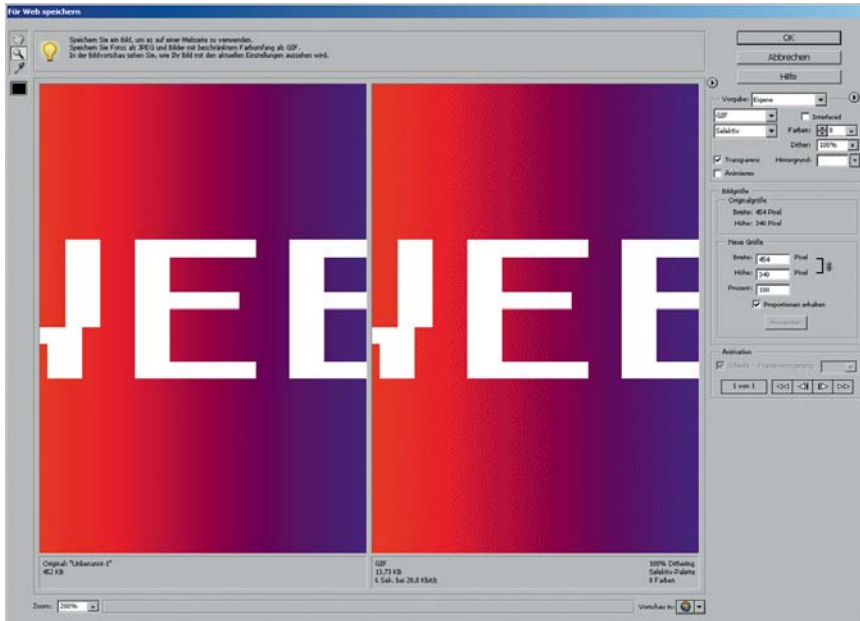 Für Web speichern
Speichern Sie ein Bild, um es auf einer Webseite zu verwenden.
Speichern Sie Fotos als JPEG und Bilder mit beschränktem Farbumfang als GIF.
In der Bildvorschau sehen Sie, wie Ihr Bild mit den aktuellen Einstellungen aussehen wird.
OK
Abbrechen
Hilfe
Vorgabe: Eigene
GIF
Interlaced
Selektiv
Farben: 8
Dither: 100%
Transparenz
Hintergrund:
Animieren
Bildgröße
Originalgröße
Breite: 454 Pixel
Höhe: 340 Pixel
Neue Größe
Breite: 454 Pixel
Höhe: 340 Pixel
Prozent: 100
Proportionen erhalten
Anwenden
Animation
Schleife
1 von 1
WEB
WEB
Original: "Unbenannt-1"
452 KB
GIF
13,73 KB
6 Sek. bei 28,8 Kbit/s
100% Dithering
Selektiv Palette
8 Farben
Zoom: 200%
Vorschau in: